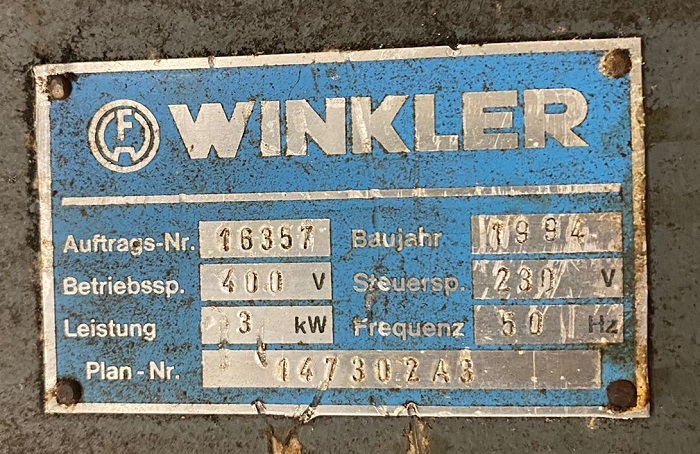 FAW WINKLER
Auftrags-Nr. 16357 Baujahr 1994
Betriebssp. 400 V Steuersp. 230 V
Leistung 3 kW Frequenz 50 Hz
Plan - Nr. 147302A3